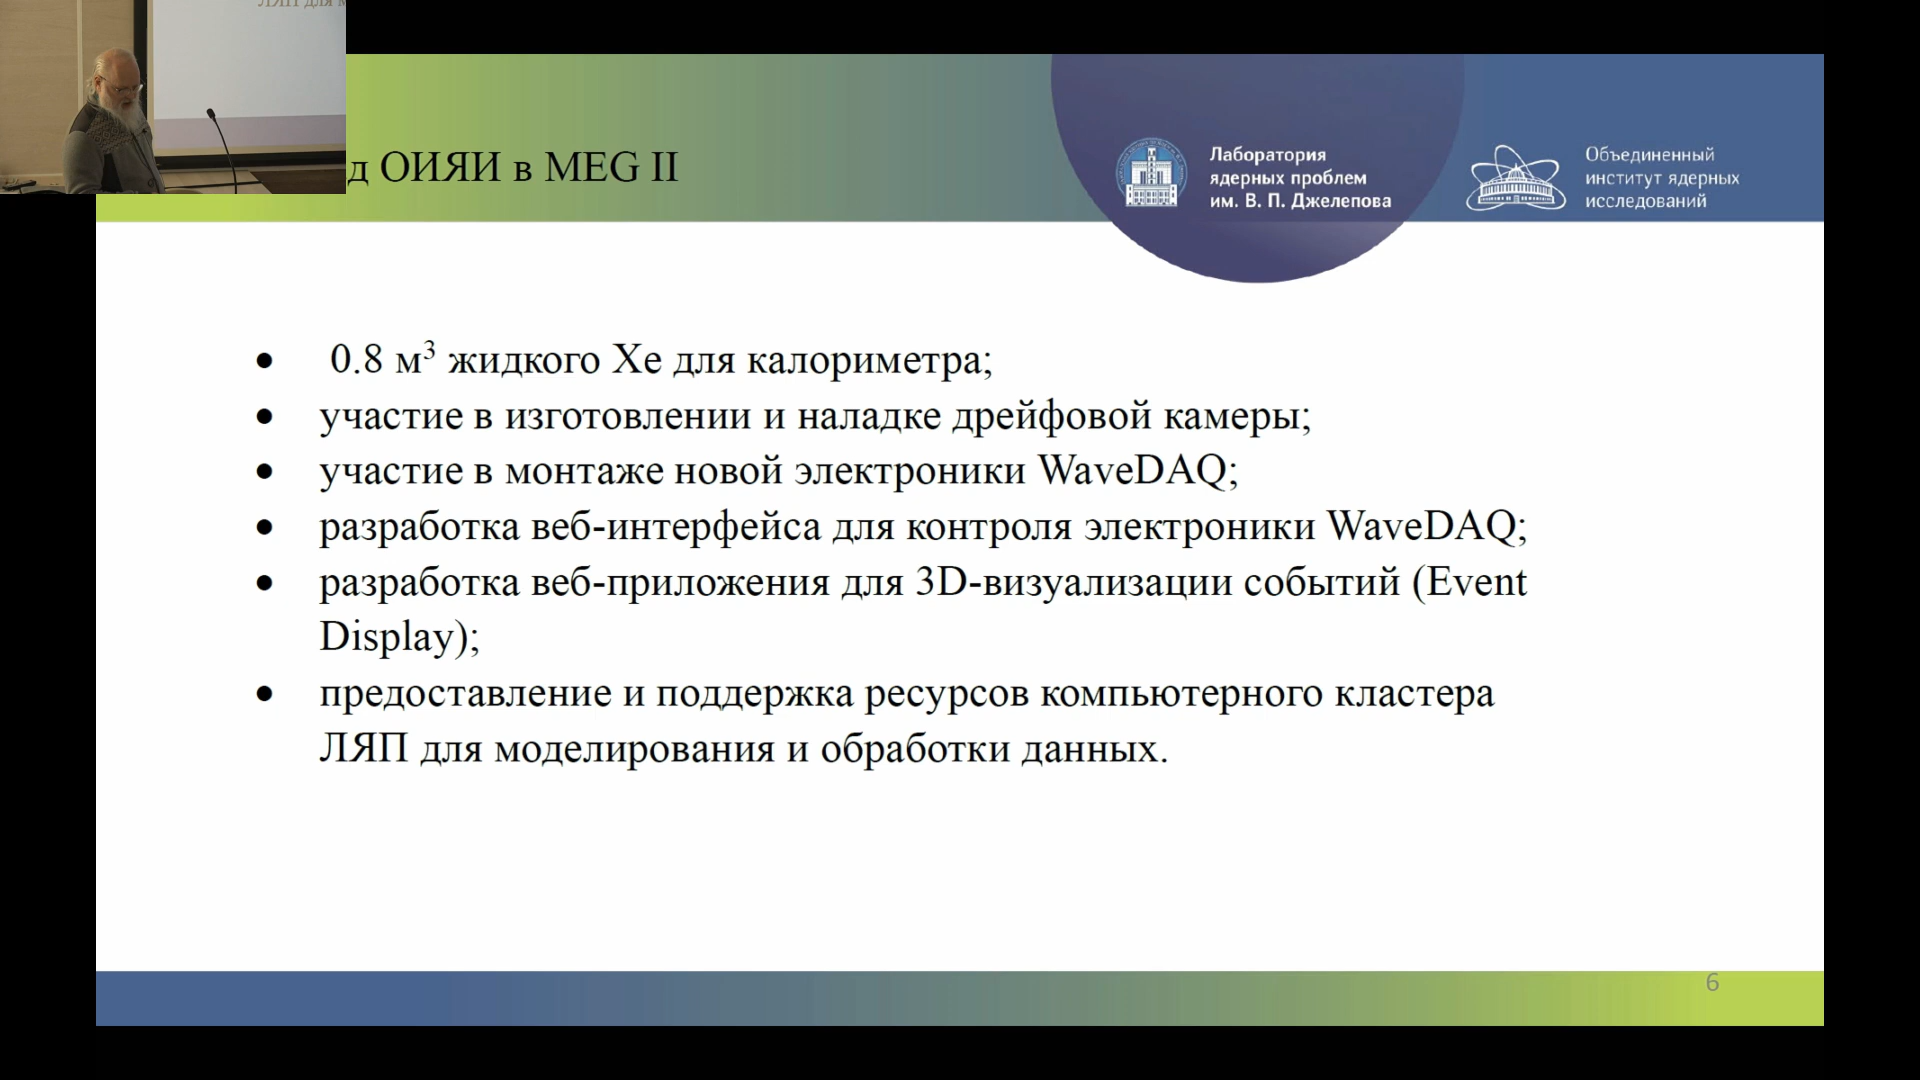 д ОИЯИ в MEG II
Лаборатория
ядерных проблем
им. В. П. Джелепова
Объединенный
институт ядерных
исследований
• 0.8 м³ жидкого Xe для калориметра;
• участие в изготовлении и наладке дрейфовой камеры;
• участие в монтаже новой электроники WaveDAQ;
• разработка веб-интерфейса для контроля электроники WaveDAQ;
• разработка веб-приложения для 3D-визуализации событий (Event
Display);
• предоставление и поддержка ресурсов компьютерного кластера
ЛЯП для моделирования и обработки данных.
6